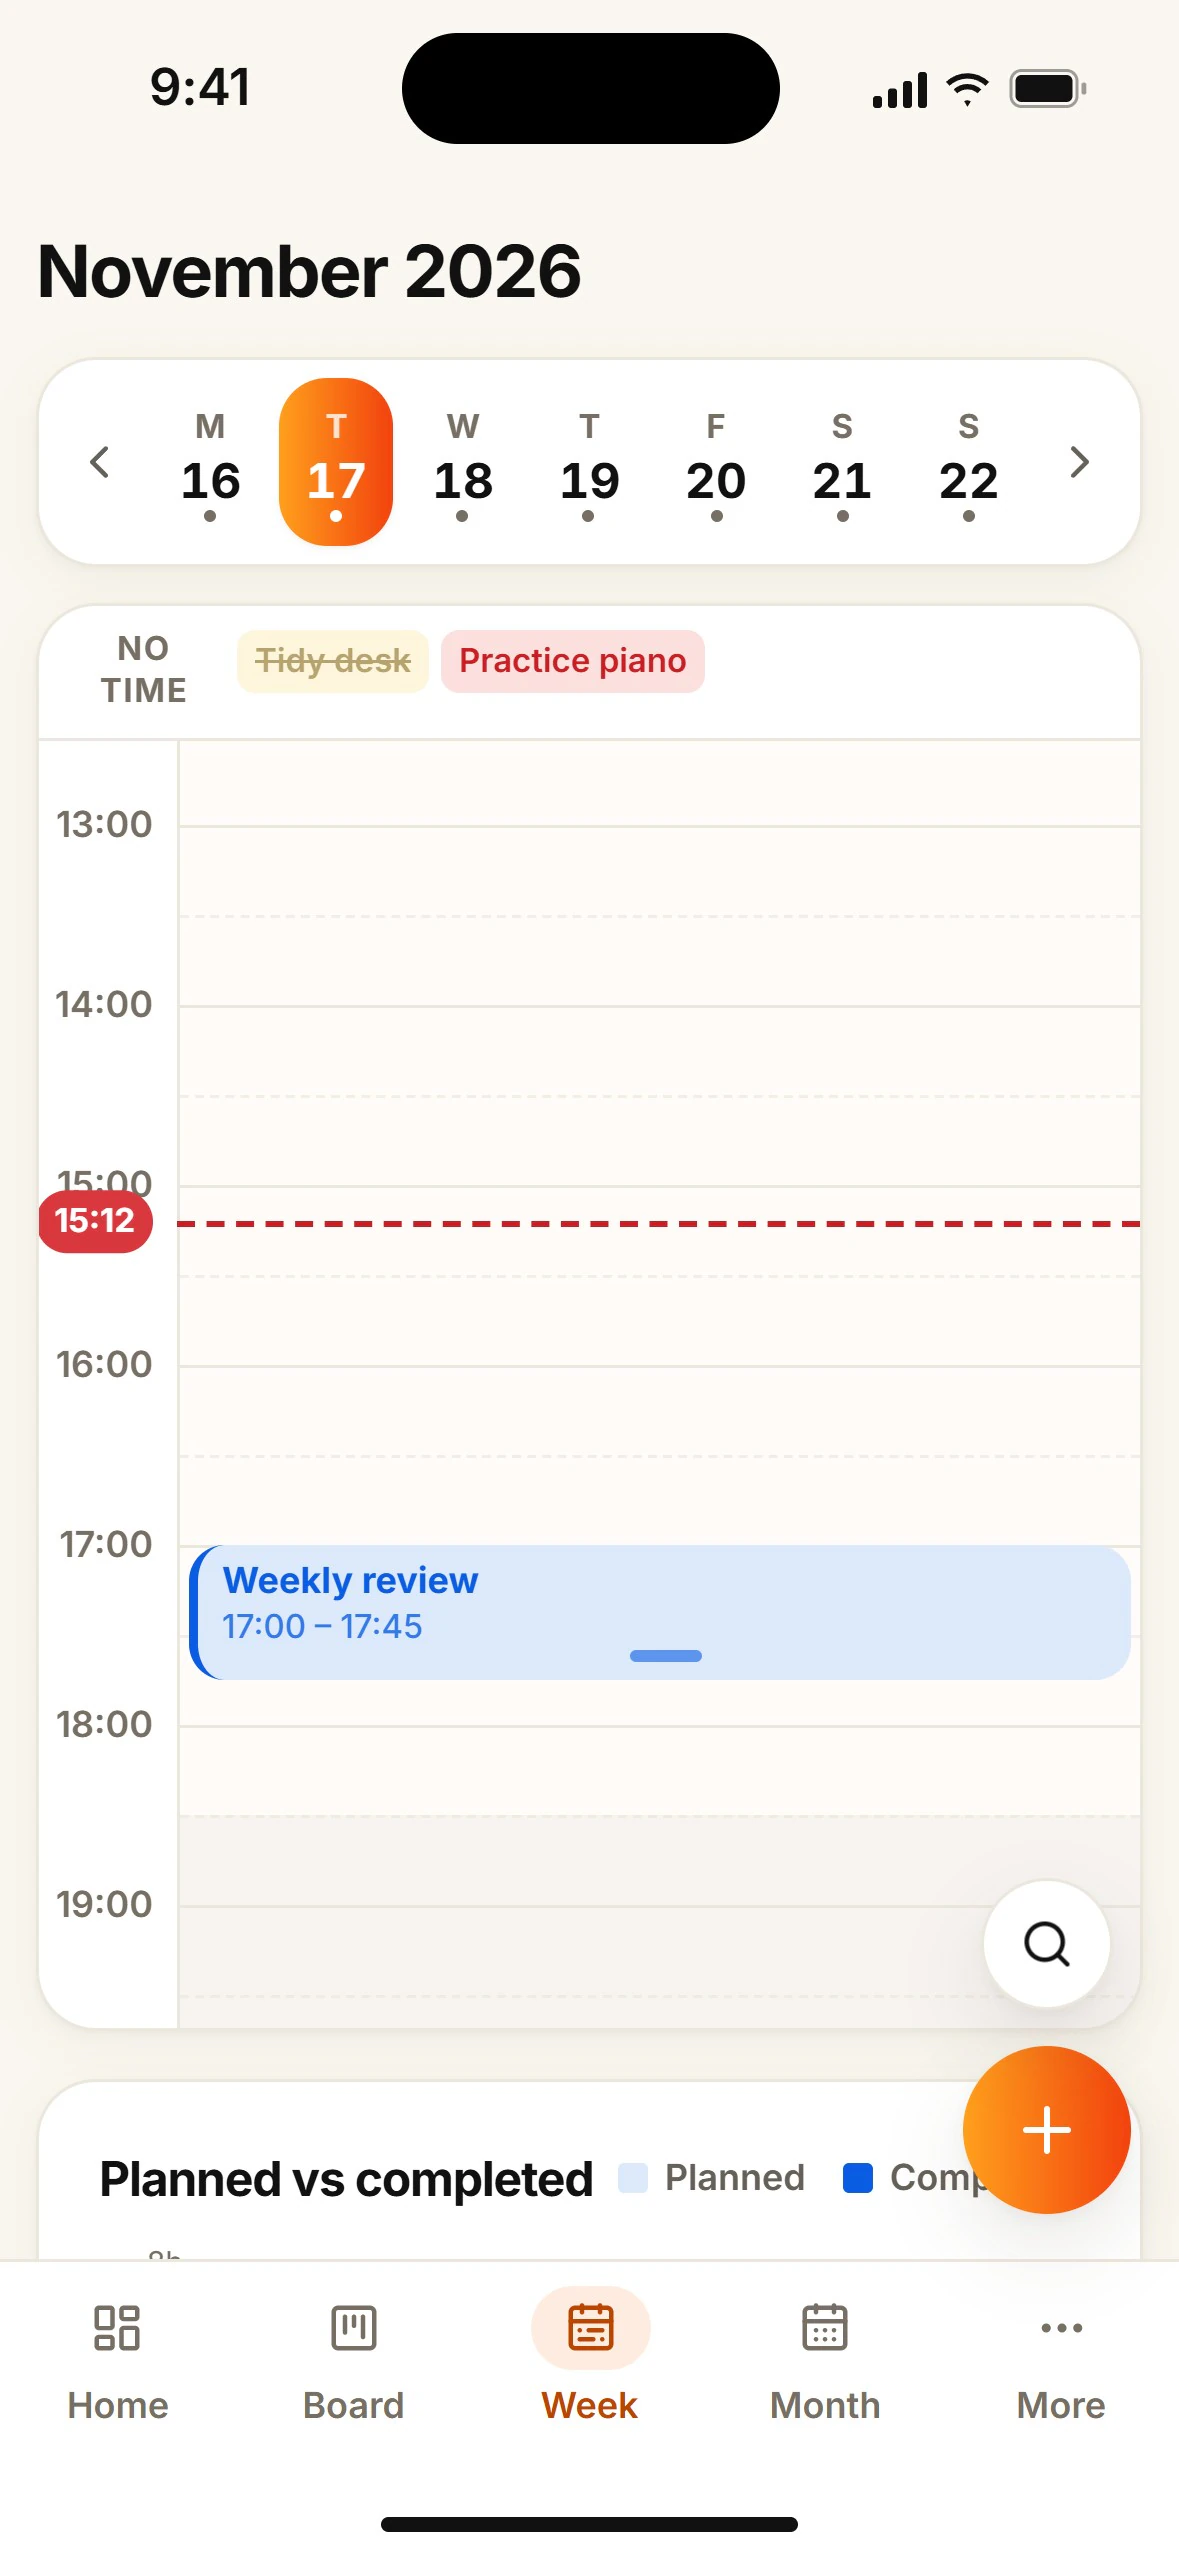 9:41
November 2026
M T W T F S S
16 17 18 19 20 21 22
NO TIME
Tidy desk Practice piano
13:00
14:00
15:00
15:12
16:00
17:00
Weekly review
17:00 – 17:45
18:00
19:00
Planned vs completed Planned
Home Board Week Month More